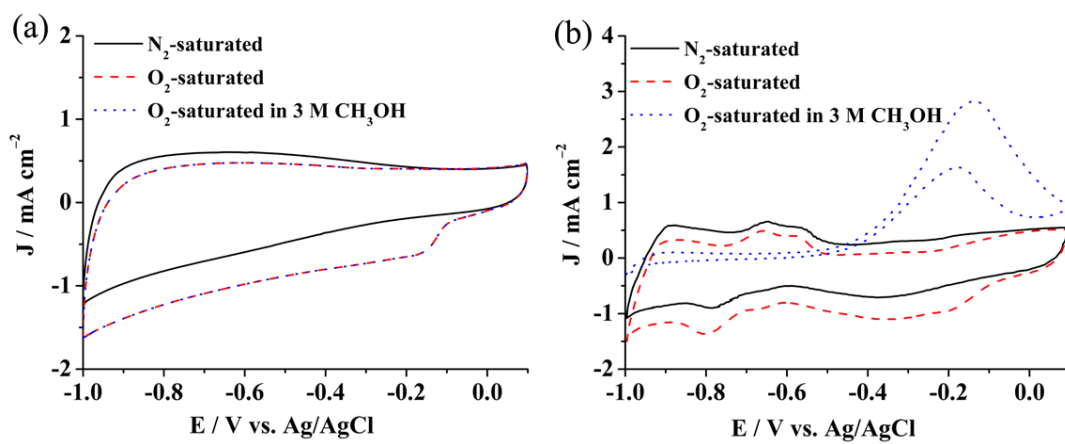 (a)
N₂-saturated
O₂-saturated
O₂-saturated in 3 M CH₃OH
J / mA cm⁻²
2
1
0
-1
-2
-1.0 -0.8 -0.6 -0.4 -0.2 0.0
E / V vs. Ag/AgCl
(b)
N₂-saturated
O₂-saturated
O₂-saturated in 3 M CH₃OH
J / mA cm⁻²
4
3
2
1
0
-1
-2
-1.0 -0.8 -0.6 -0.4 -0.2 0.0
E / V vs. Ag/AgCl